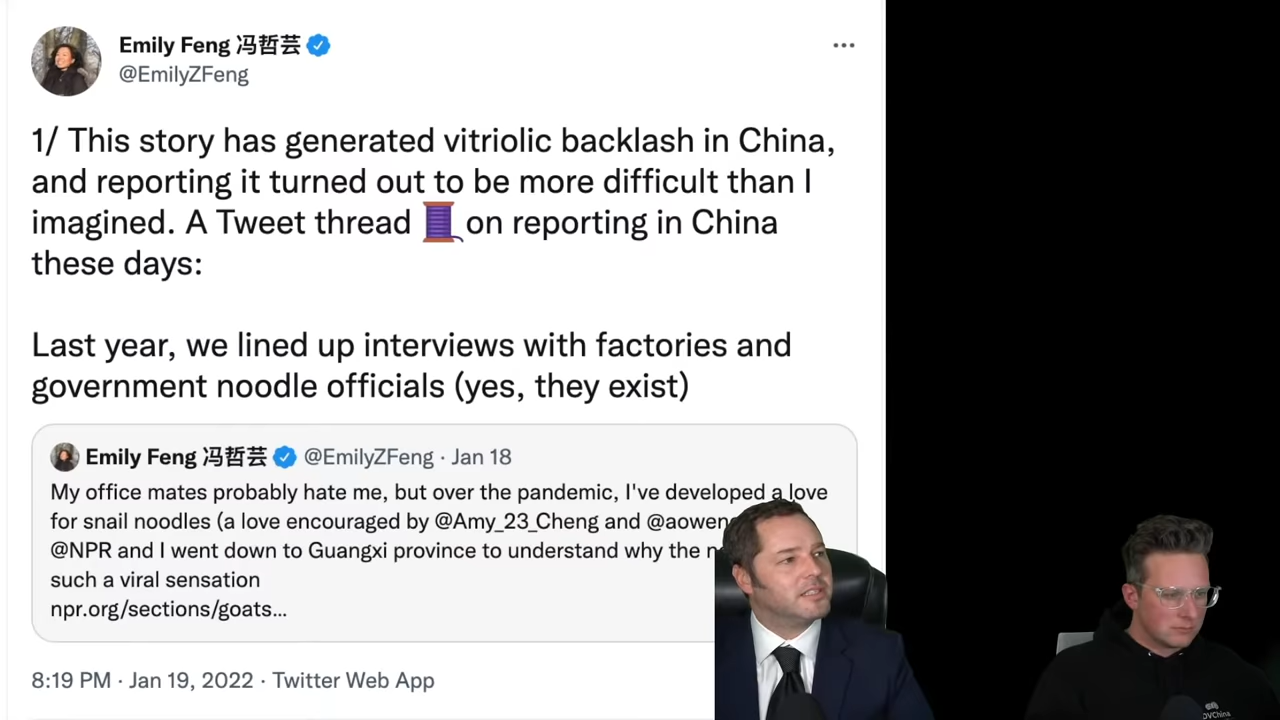 Emily Feng 冯哲芸
@EmilyZFeng
1/ This story has generated vitriolic backlash in China,
and reporting it turned out to be more difficult than I
imagined. A Tweet thread 🧵 on reporting in China
these days:
Last year, we lined up interviews with factories and
government noodle officials (yes, they exist)
Emily Feng 冯哲芸 @EmilyZFeng · Jan 18
My office mates probably hate me, but over the pandemic, I've developed a love
for snail noodles (a love encouraged by @Amy_23_Cheng and
@NPR and I went down to Guangxi province to understand why the
such a viral sensation
npr.org/sections/goats...
8:19 PM · Jan 19, 2022 · Twitter Web App